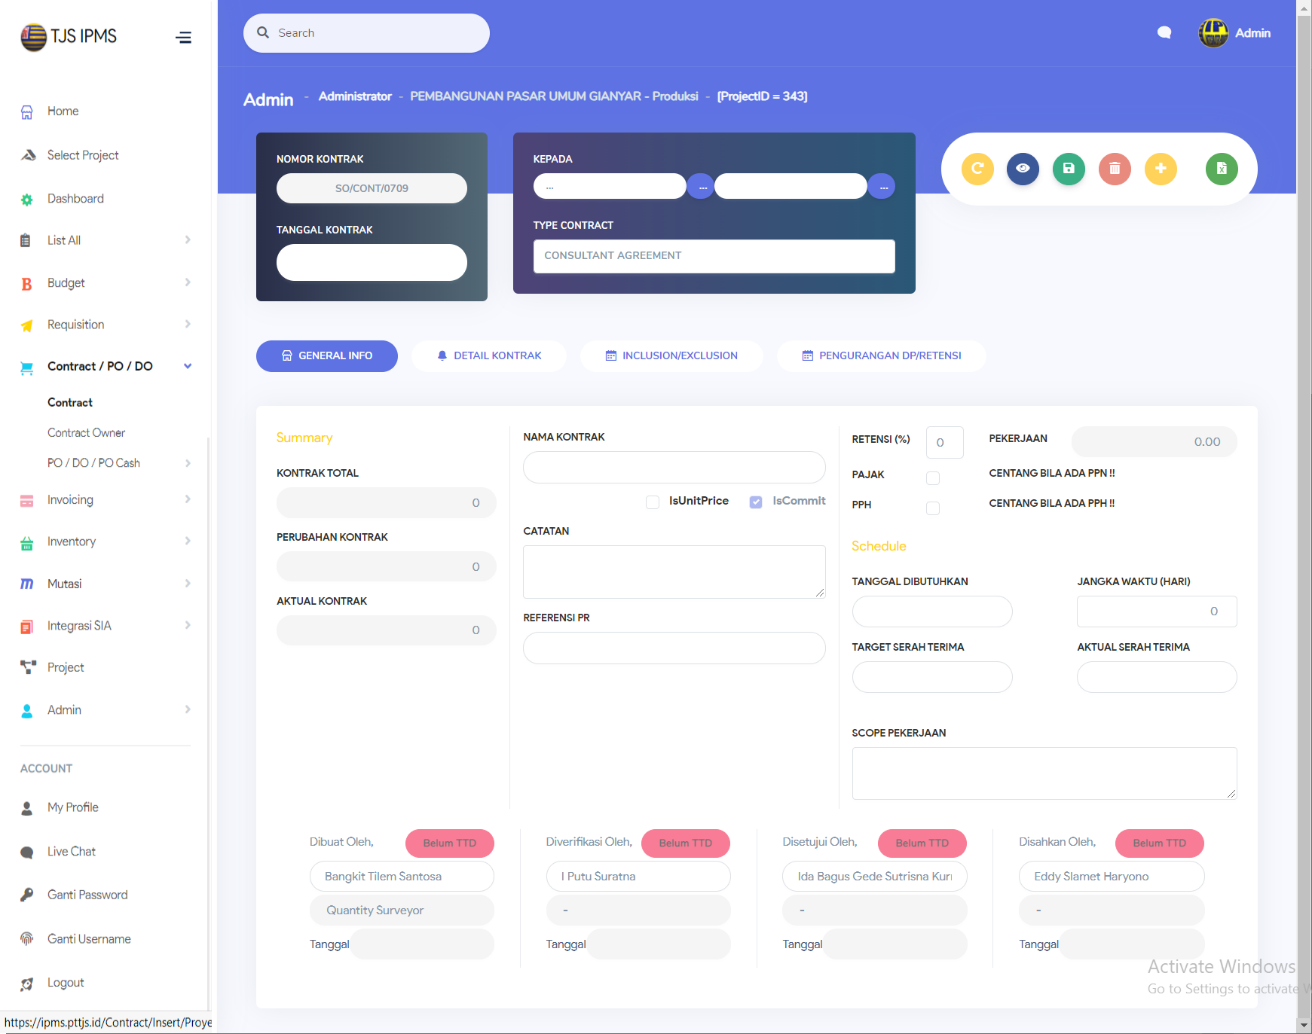 TJS IPMS
Search
Admin
Admin - Administrator - PEMBANGUNAN PASAR UMUM GIANYAR - Produksi - [ProjectID = 343]
Home
Select Project
Dashboard
List All
Budget
Requisition
Contract / PO / DO
Contract
Contract Owner
PO / DO / PO Cash
Invoicing
Inventory
Mutasi
Integrasi SIA
Project
Admin
ACCOUNT
My Profile
Live Chat
Ganti Password
Ganti Username
Logout
https://ipms.pttjs.id/Contract/Insert/Proye
NOMOR KONTRAK
SO/CONT/0709
TANGGAL KONTRAK
KEPADA
... ... ...
TYPE CONTRACT
CONSULTANT AGREEMENT
GENERAL INFO
DETAIL KONTRAK
INCLUSION/EXCLUSION
PENGURANGAN DP/RETENSI
Summary
KONTRAK TOTAL
0
PERUBAHAN KONTRAK
0
AKTUAL KONTRAK
0
NAMA KONTRAK
IsUnitPrice IsCommit
CATATAN
REFERENSI PR
RETENSI (%) 0 PEKERJAAN 0.00
PAJAK CENTANG BILA ADA PPN !!
PPH CENTANG BILA ADA PPH !!
Schedule
TANGGAL DIBUTUHKAN JANGKA WAKTU (HARI)
0
TARGET SERAH TERIMA AKTUAL SERAH TERIMA
SCOPE PEKERJAAN
Dibuat Oleh, Belum TTD
Bangkit Tilem Santosa
Quantity Surveyor
Tanggal
Diverifikasi Oleh, Belum TTD
I Putu Suratna
-
Tanggal
Disetujui Oleh, Belum TTD
Ida Bagus Gede Sutrisna Kur
-
Tanggal
Disahkan Oleh, Belum TTD
Eddy Slamet Haryono
-
Tanggal
Activate Windows
Go to Settings to activate W